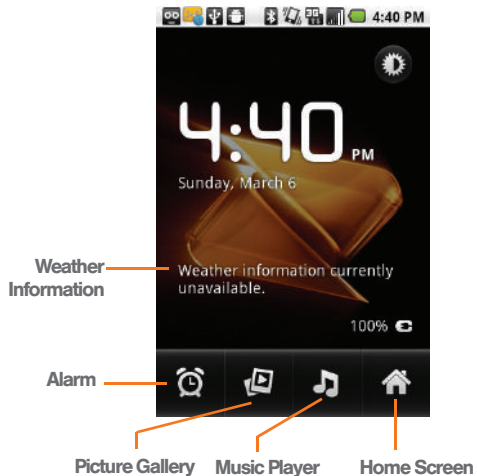 4:40 PM
4:40 PM
Sunday, March 6
Weather
Information
Weather information currently
unavailable.
100%
Alarm
Picture Gallery Music Player Home Screen